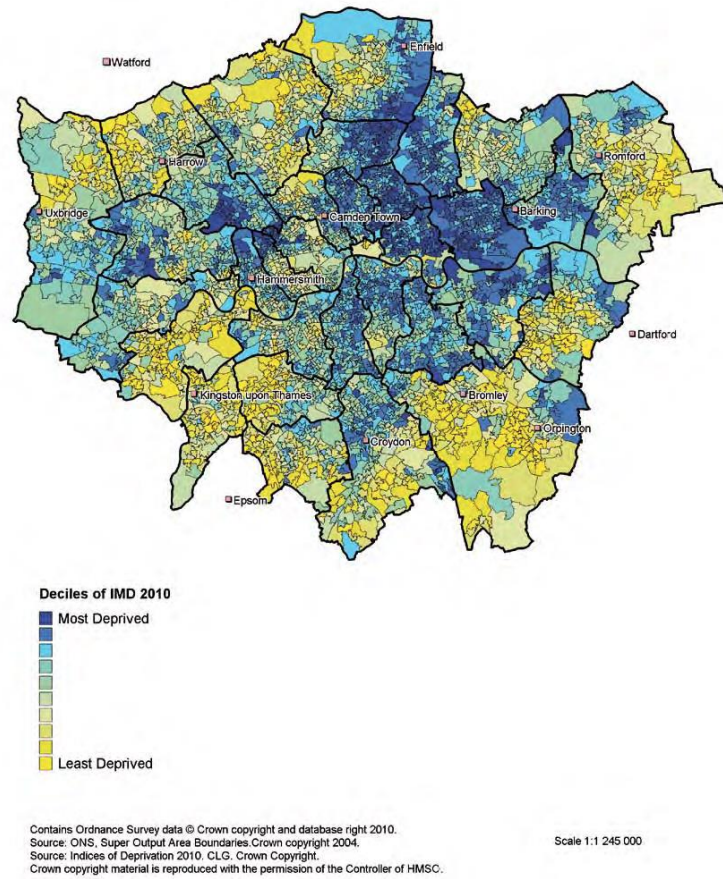 Enfield
Watford
Harrow
Romford
Uxbridge
Camden Town
Barking
Hammersmith
Dartford
Kingston upon Thames
Bromley
Orpington
Croydon
Epsom
Deciles of IMD 2010
Most Deprived
Least Deprived
Contains Ordnance Survey data © Crown copyright and database right 2010.
Source: ONS, Super Output Area Boundaries.Crown copyright 2004.
Scale 1:1 245 000
Source: Indices of Deprivation 2010. CLG. Crown Copyright.
Crown copyright material is reproduced with the permission of the Controller of HMSO.